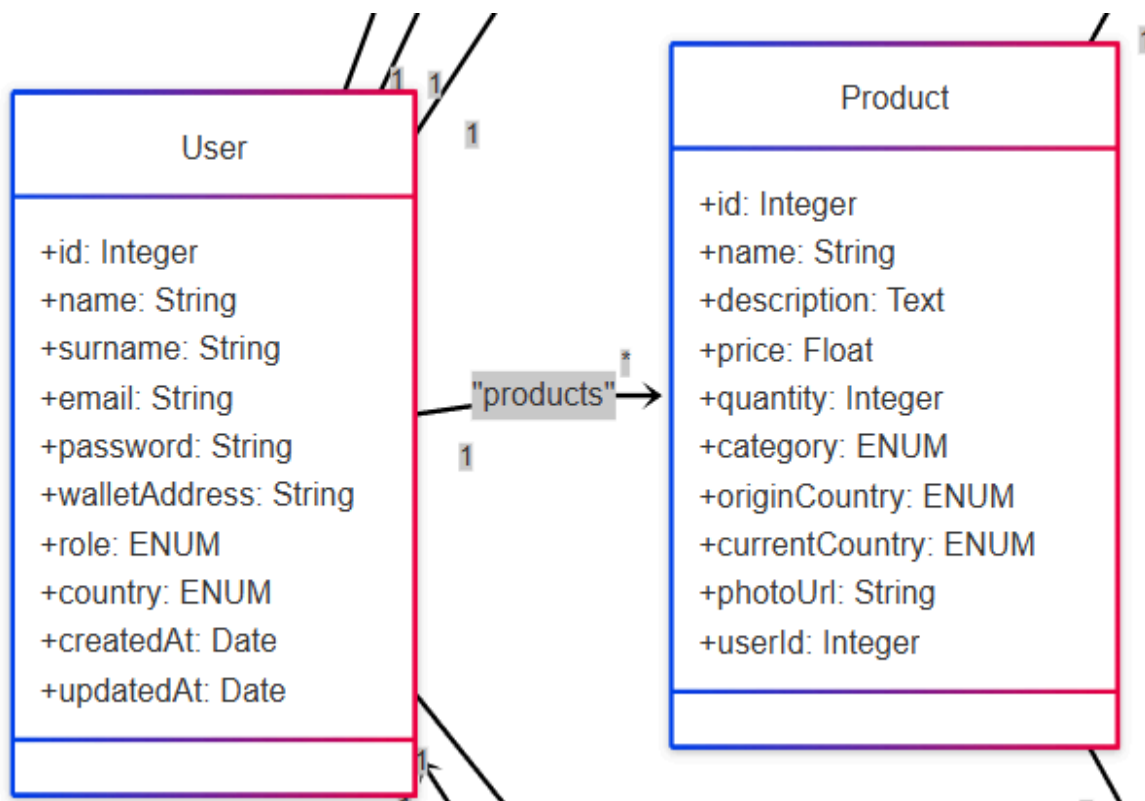 User
+id: Integer
+name: String
+surname: String
+email: String
+password: String
+walletAddress: String
+role: ENUM
+country: ENUM
+createdAt: Date
+updatedAt: Date
1
1
1
1
"products"
*
1
Product
+id: Integer
+name: String
+description: Text
+price: Float
+quantity: Integer
+category: ENUM
+originCountry: ENUM
+currentCountry: ENUM
+photoUrl: String
+userId: Integer